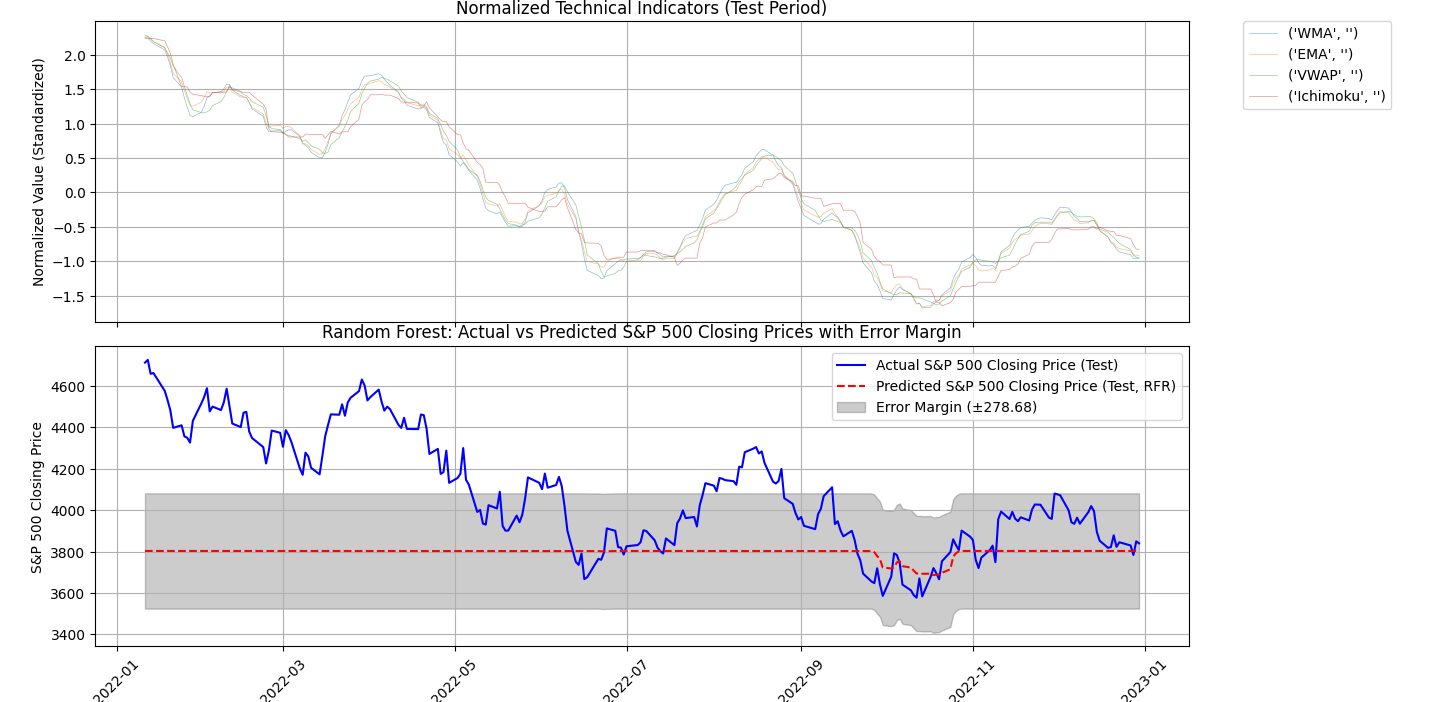 Normalized Technical Indicators (Test Period)
Normalized Value (Standardized)
2.0
1.5
1.0
0.5
0.0
−0.5
−1.0
−1.5
('WMA', '')
('EMA', '')
('VWAP', '')
('Ichimoku', '')
Random Forest: Actual vs Predicted S&P 500 Closing Prices with Error Margin
S&P 500 Closing Price
4600
4400
4200
4000
3800
3600
3400
Actual S&P 500 Closing Price (Test)
Predicted S&P 500 Closing Price (Test, RFR)
Error Margin (±278.68)
2022-01
2022-03
2022-05
2022-07
2022-09
2022-11
2023-01